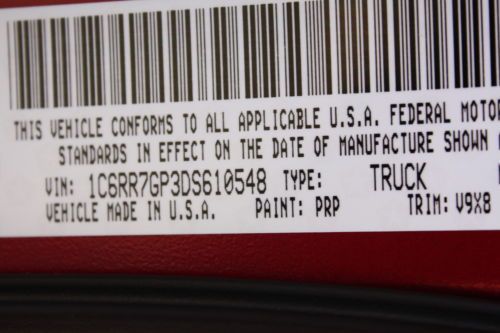 THIS VEHICLE CONFORMS TO ALL APPLICABLE U.S.A. FEDERAL MOTOR
STANDARDS IN EFFECT ON THE DATE OF MANUFACTURE SHOWN
VIN: 1C6RR7GP3DS610548 TYPE: TRUCK
VEHICLE MADE IN U.S.A. PAINT: PRP TRIM: V9X8